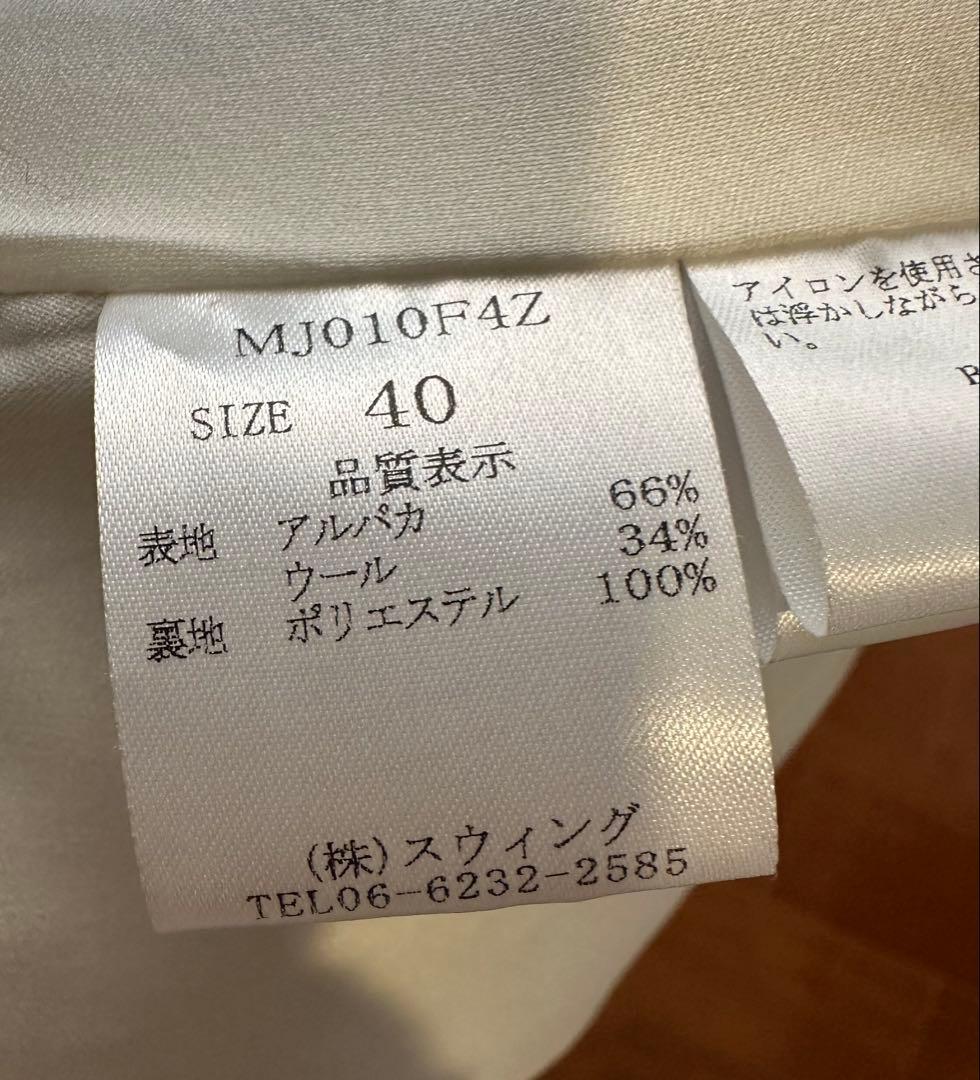 MJ010F4Z
SIZE 40
品質表示
表地 アルパカ 66%
ウール 34%
裏地 ポリエステル 100%
(株)スウィング
TEL06-6232-2585
アイロンを使用さ
は浮かしながら
い。